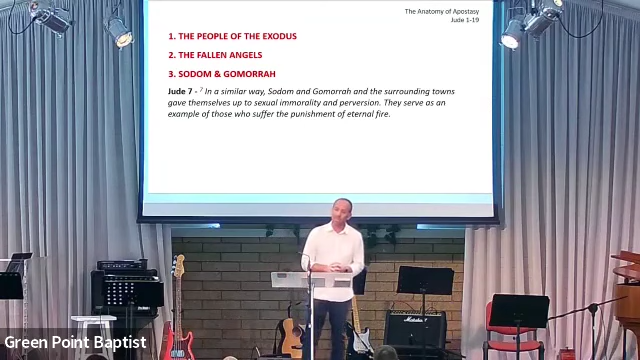 The Anatomy of Apostasy
Jude 1-19
1. THE PEOPLE OF THE EXODUS
2. THE FALLEN ANGELS
3. SODOM & GOMORRAH
Jude 7 - 7 In a similar way, Sodom and Gomorrah and the surrounding towns
gave themselves up to sexual immorality and perversion. They serve as an
example of those who suffer the punishment of eternal fire.
Marshall
Green Point Baptist